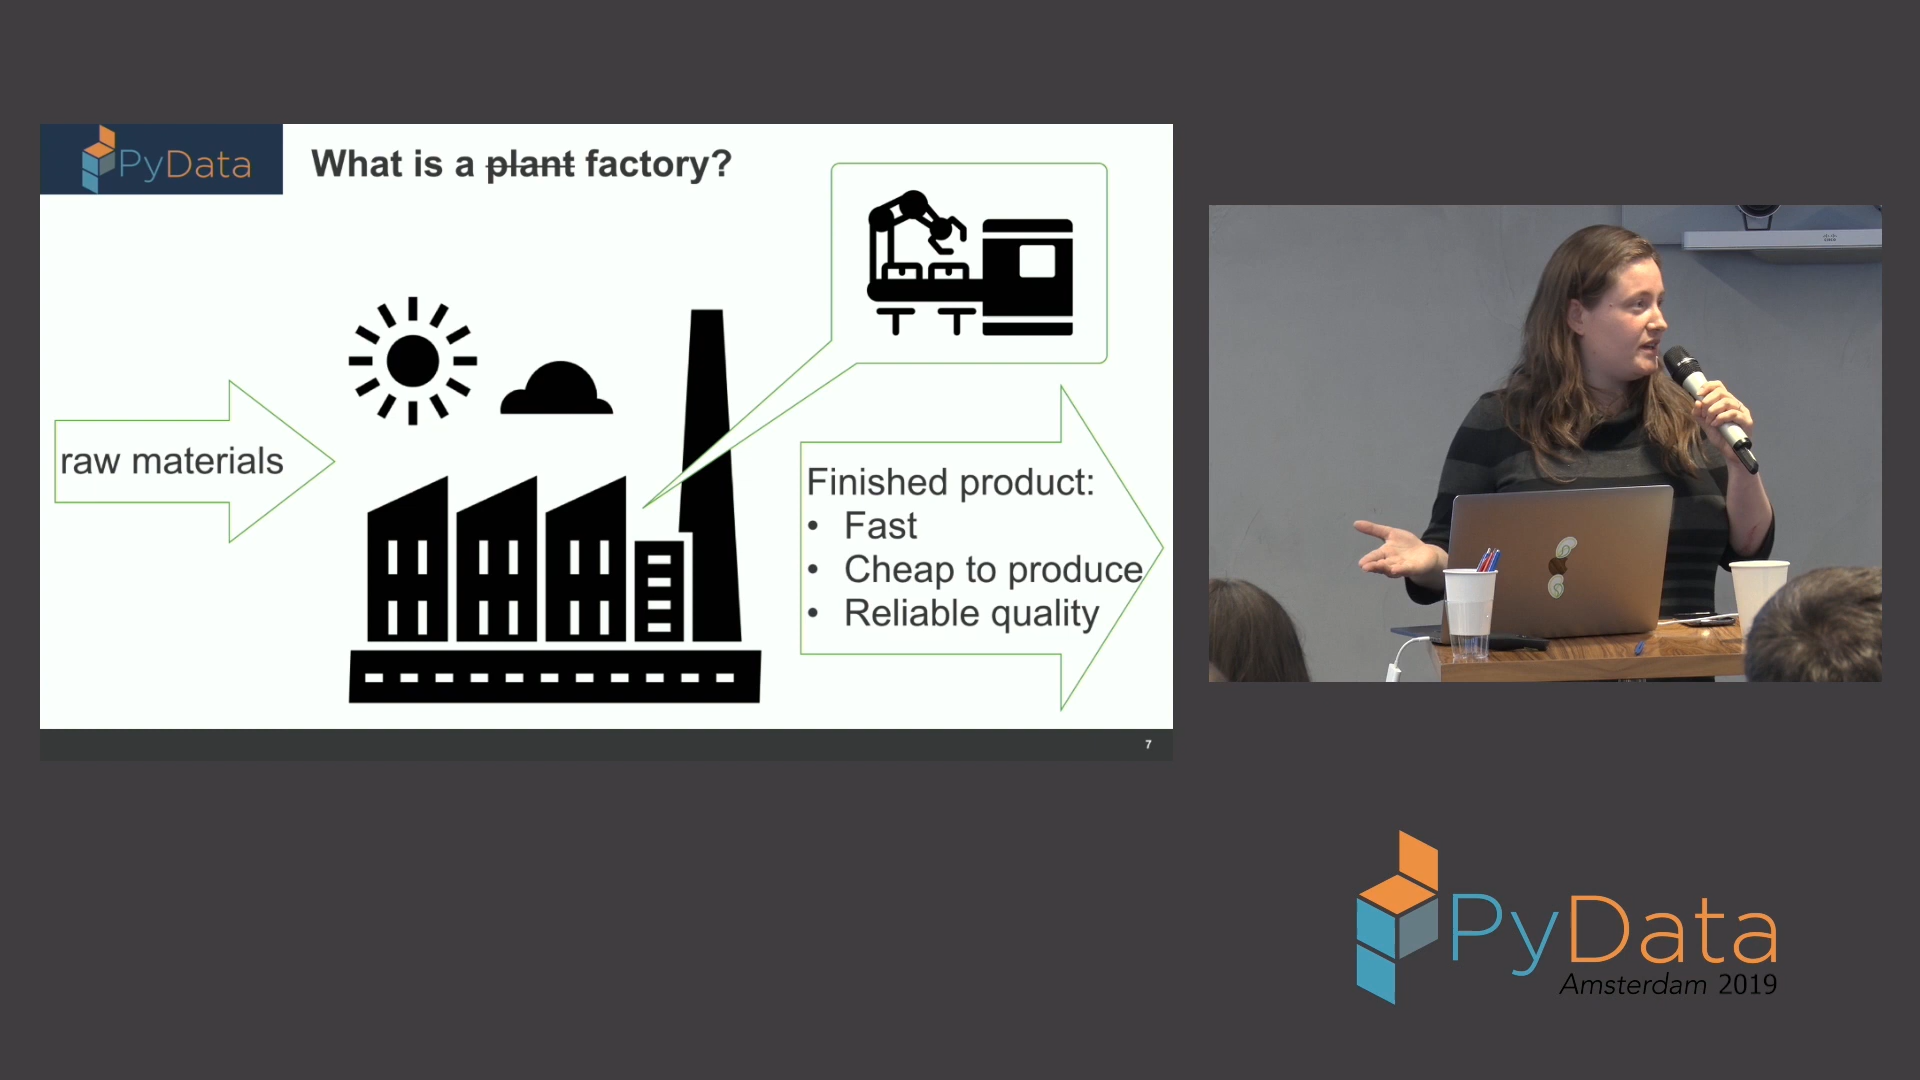 PyData
What is a plant factory?
raw materials
Finished product:
• Fast
• Cheap to produce
• Reliable quality
7
PyData
Amsterdam 2019